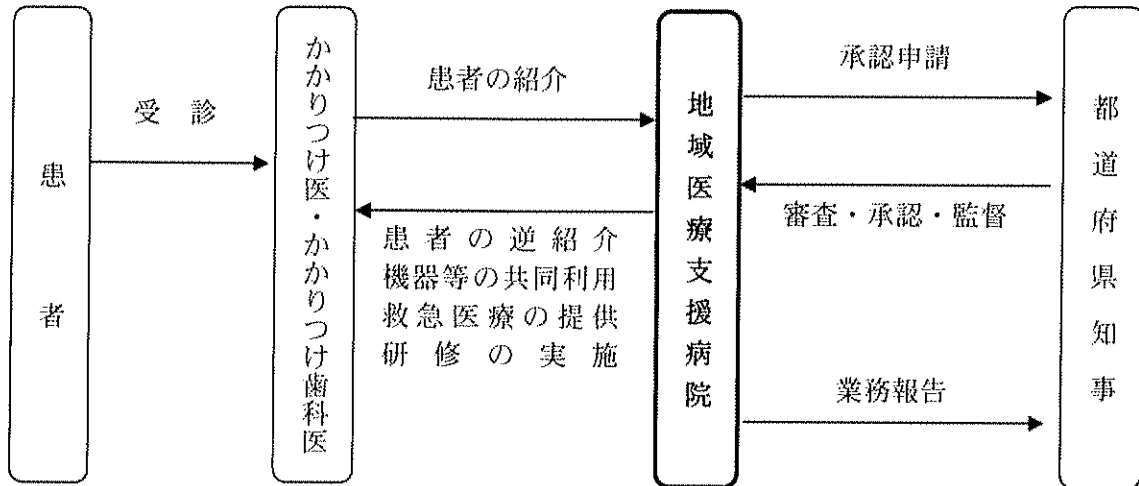 患者
受診
かかりつけ医・かかりつけ歯科医
患者の紹介
患者の逆紹介
機器等の共同利用
救急医療の提供
研修の実施
地域医療支援病院
承認申請
審査・承認・監督
業務報告
都道府県知事